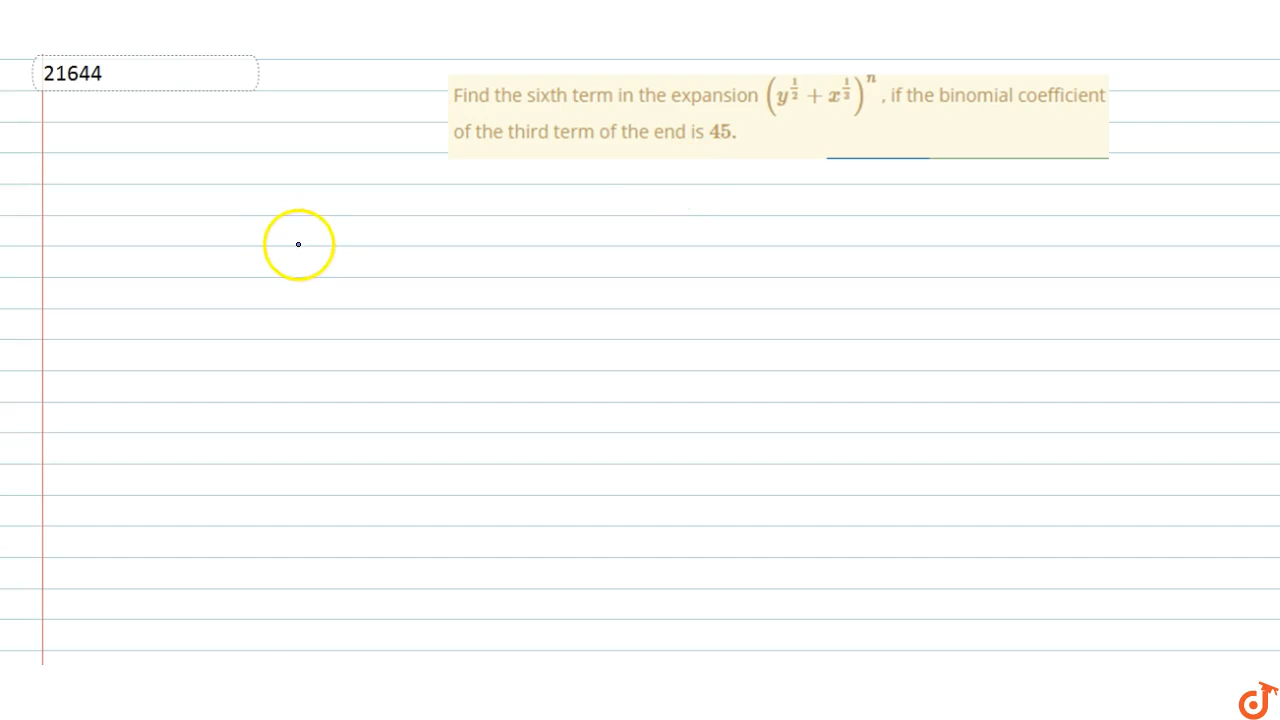 21644
Find the sixth term in the expansion (y^{1/2} + x^{1/3})^n, if the binomial coefficient
of the third term of the end is 45.